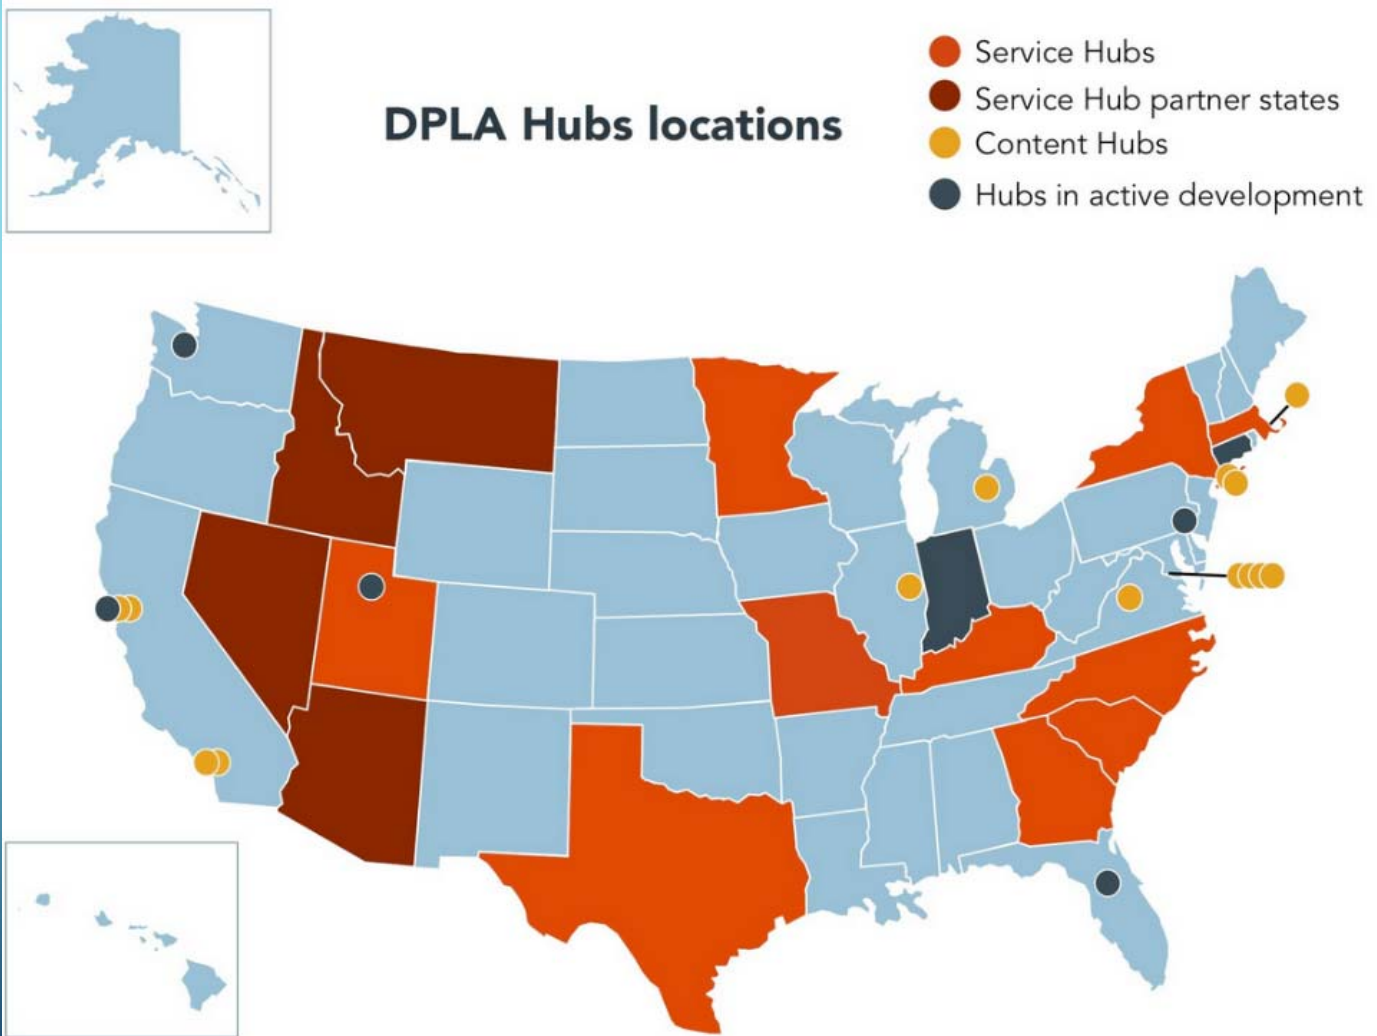 DPLA Hubs locations
Service Hubs
Service Hub partner states
Content Hubs
Hubs in active development